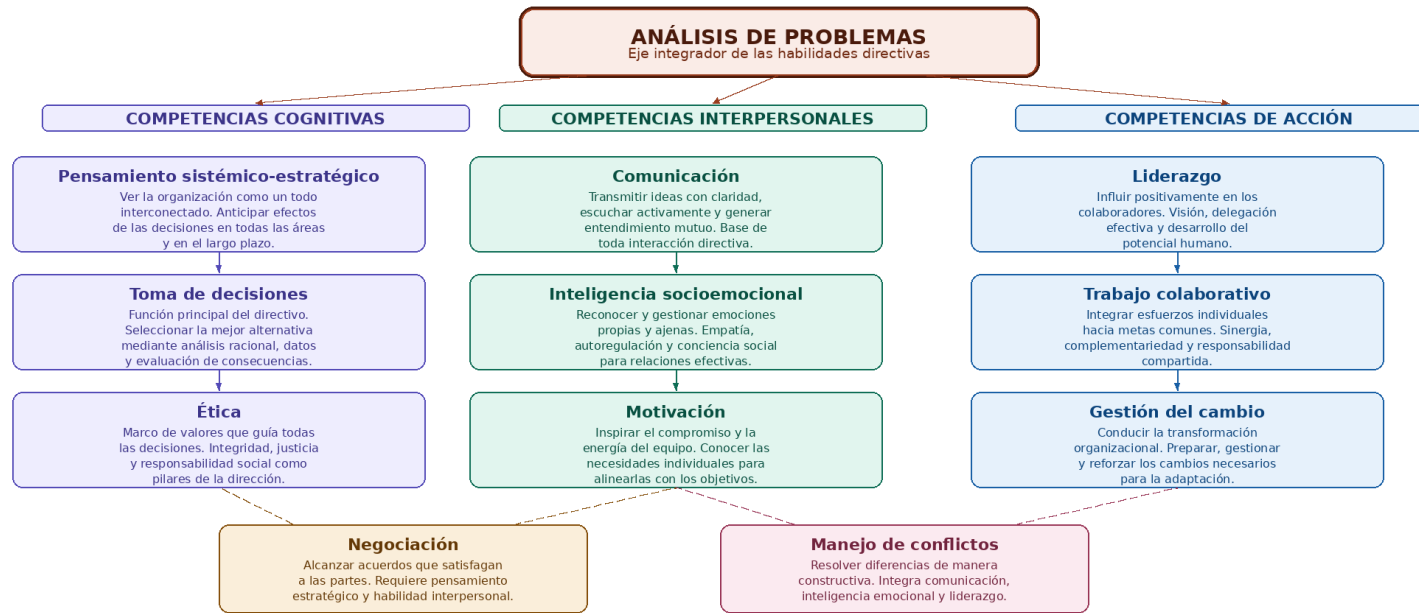 ANÁLISIS DE PROBLEMAS
Eje integrador de las habilidades directivas
COMPETENCIAS COGNITIVAS
COMPETENCIAS INTERPERSONALES
COMPETENCIAS DE ACCIÓN
Pensamiento sistémico-estratégico
Ver la organización como un todo
interconectado. Anticipar efectos
de las decisiones en todas las áreas
y en el largo plazo.
Comunicación
Transmitir ideas con claridad,
escuchar activamente y generar
entendimiento mutuo. Base de
toda interacción directiva.
Liderazgo
Influir positivamente en los
colaboradores. Visión, delegación
efectiva y desarrollo del
potencial humano.
Toma de decisiones
Función principal del directivo.
Seleccionar la mejor alternativa
mediante análisis racional, datos
y evaluación de consecuencias.
Inteligencia socioemocional
Reconocer y gestionar emociones
propias y ajenas. Empatía,
autoregulación y conciencia social
para relaciones efectivas.
Trabajo colaborativo
Integrar esfuerzos individuales
hacia metas comunes. Sinergia,
complementariedad y responsabilidad
compartida.
Ética
Marco de valores que guía todas
las decisiones. Integridad, justicia
y responsabilidad social como
pilares de la dirección.
Motivación
Inspirar el compromiso y la
energía del equipo. Conocer las
necesidades individuales para
alinearlas con los objetivos.
Gestión del cambio
Conducir la transformación
organizacional. Preparar, gestionar
y reforzar los cambios necesarios
para la adaptación.
Negociación
Alcanzar acuerdos que satisfagan
a las partes. Requiere pensamiento
estratégico y habilidad interpersonal.
Manejo de conflictos
Resolver diferencias de manera
constructiva. Integra comunicación,
inteligencia emocional y liderazgo.